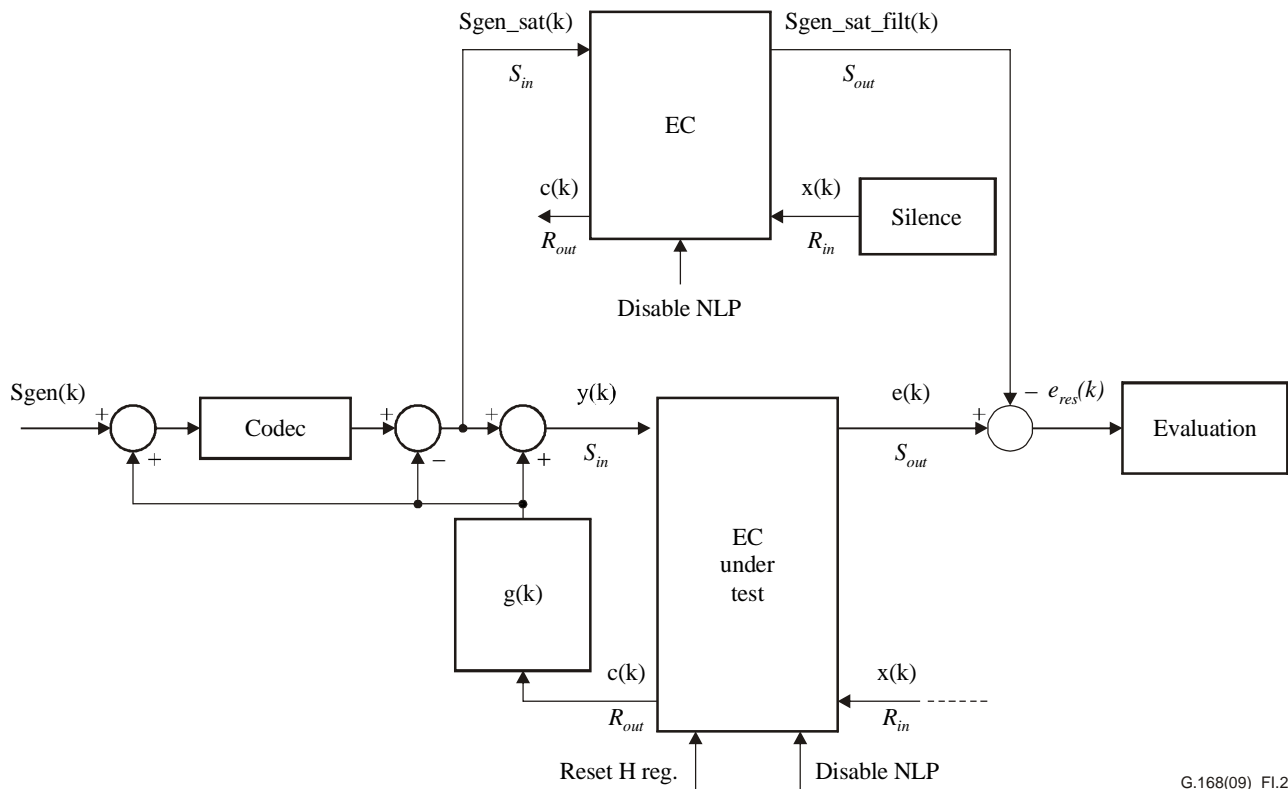 Sgen_sat(k)
Sgen_sat_filt(k)
S_in
S_out
EC
c(k)
x(k)
Silence
R_out
R_in
Disable NLP
Sgen(k)
y(k)
e(k)
– e_res(k)
+
+
+
+
Codec
Evaluation
+
–
+
S_in
S_out
EC
under
test
g(k)
c(k)
x(k)
R_out
R_in
Reset H reg.
Disable NLP
G.168(09)_FI.2